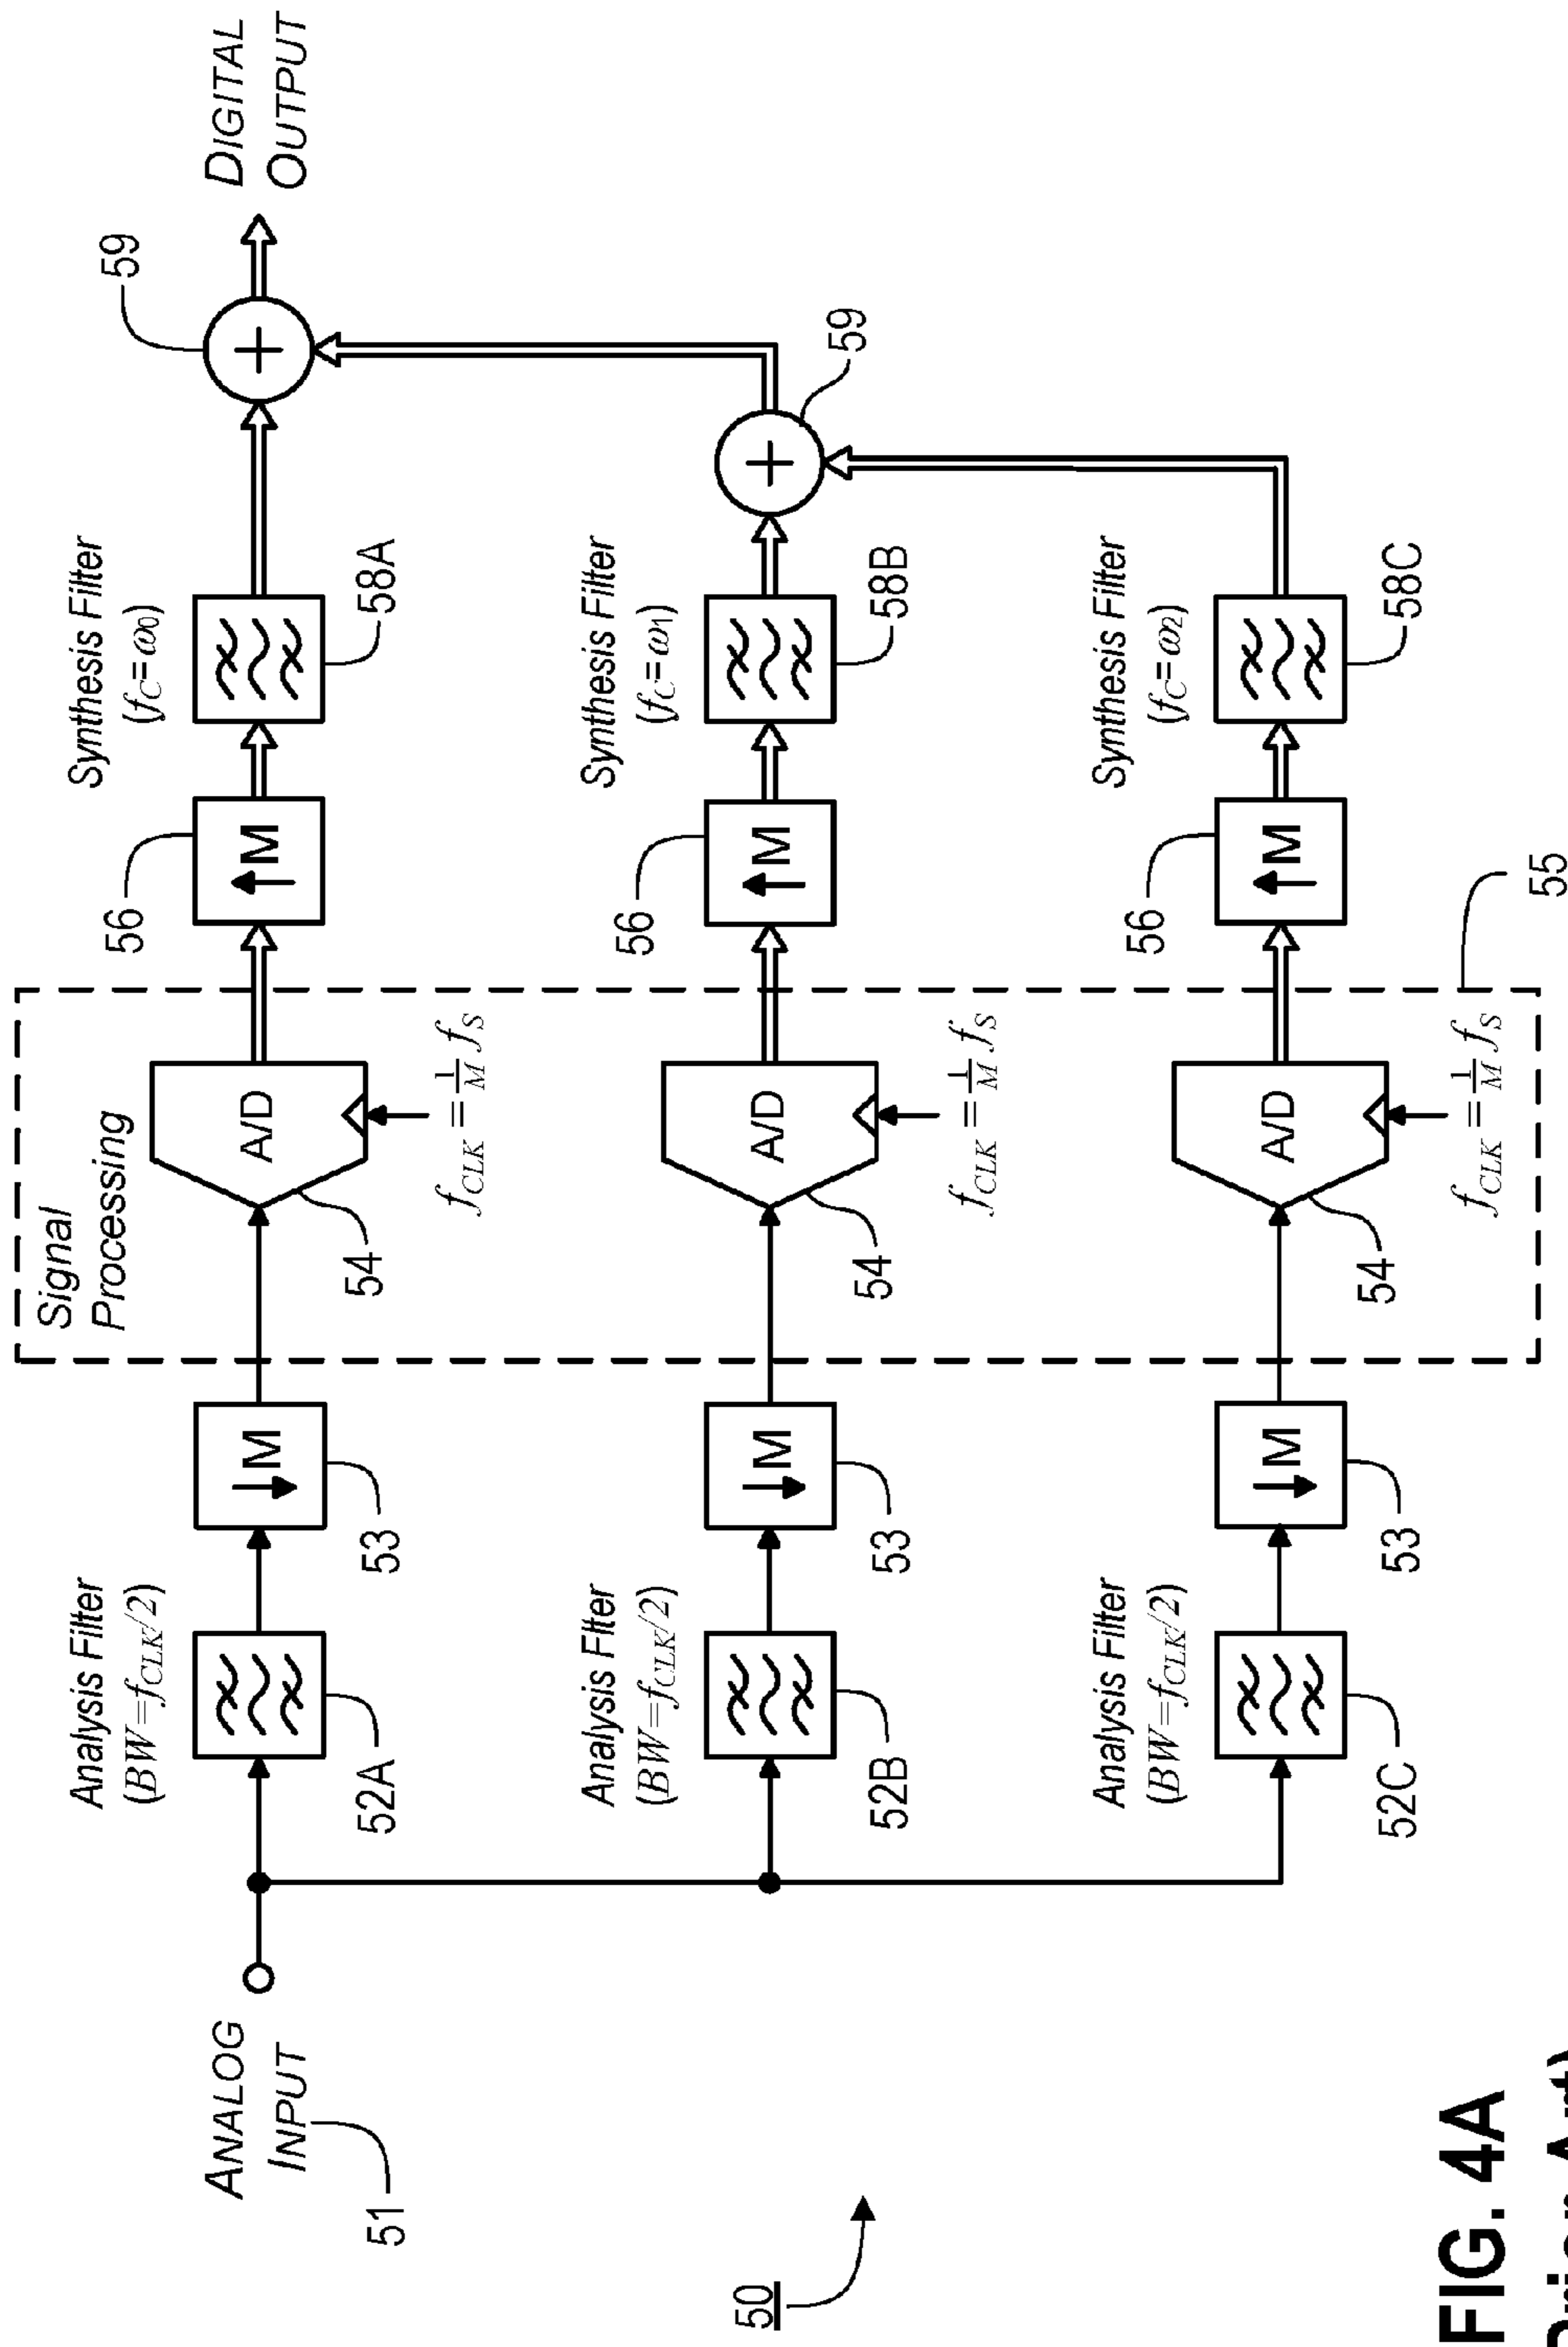 ANALOG
INPUT
51
50
Analysis Filter
(BW=fCLK/2)
52A
↓M
53
Signal
Processing
A/D
54
fCLK = 1/M fS
56
↑M
Synthesis Filter
(fC=ω0)
58A
59
DIGITAL
OUTPUT
Analysis FIter
(BW=fCLK/2)
52B
↓M
53
A/D
54
fCLK = 1/M fS
56
↑M
Synthesis Filter
(fC=ω1)
58B
59
Analysis Filter
(BW=fCLK/2)
52C
↓M
53
A/D
54
fCLK = 1/M fS
55
56
↑M
Synthesis Filter
(fC=ω2)
58C
FIG. 4A
Prior Art)